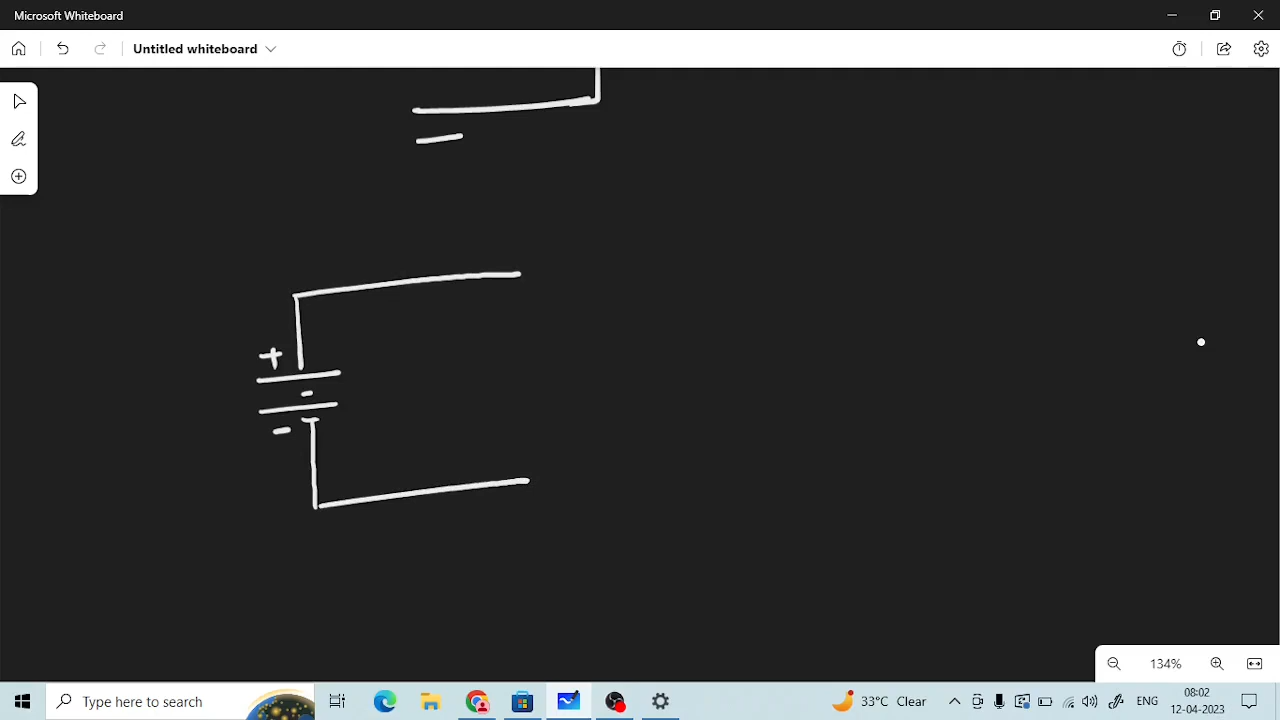 Microsoft Whiteboard
Untitled whiteboard
+
-
134%
Type here to search
33°C Clear
ENG
08:02
12-04-2023